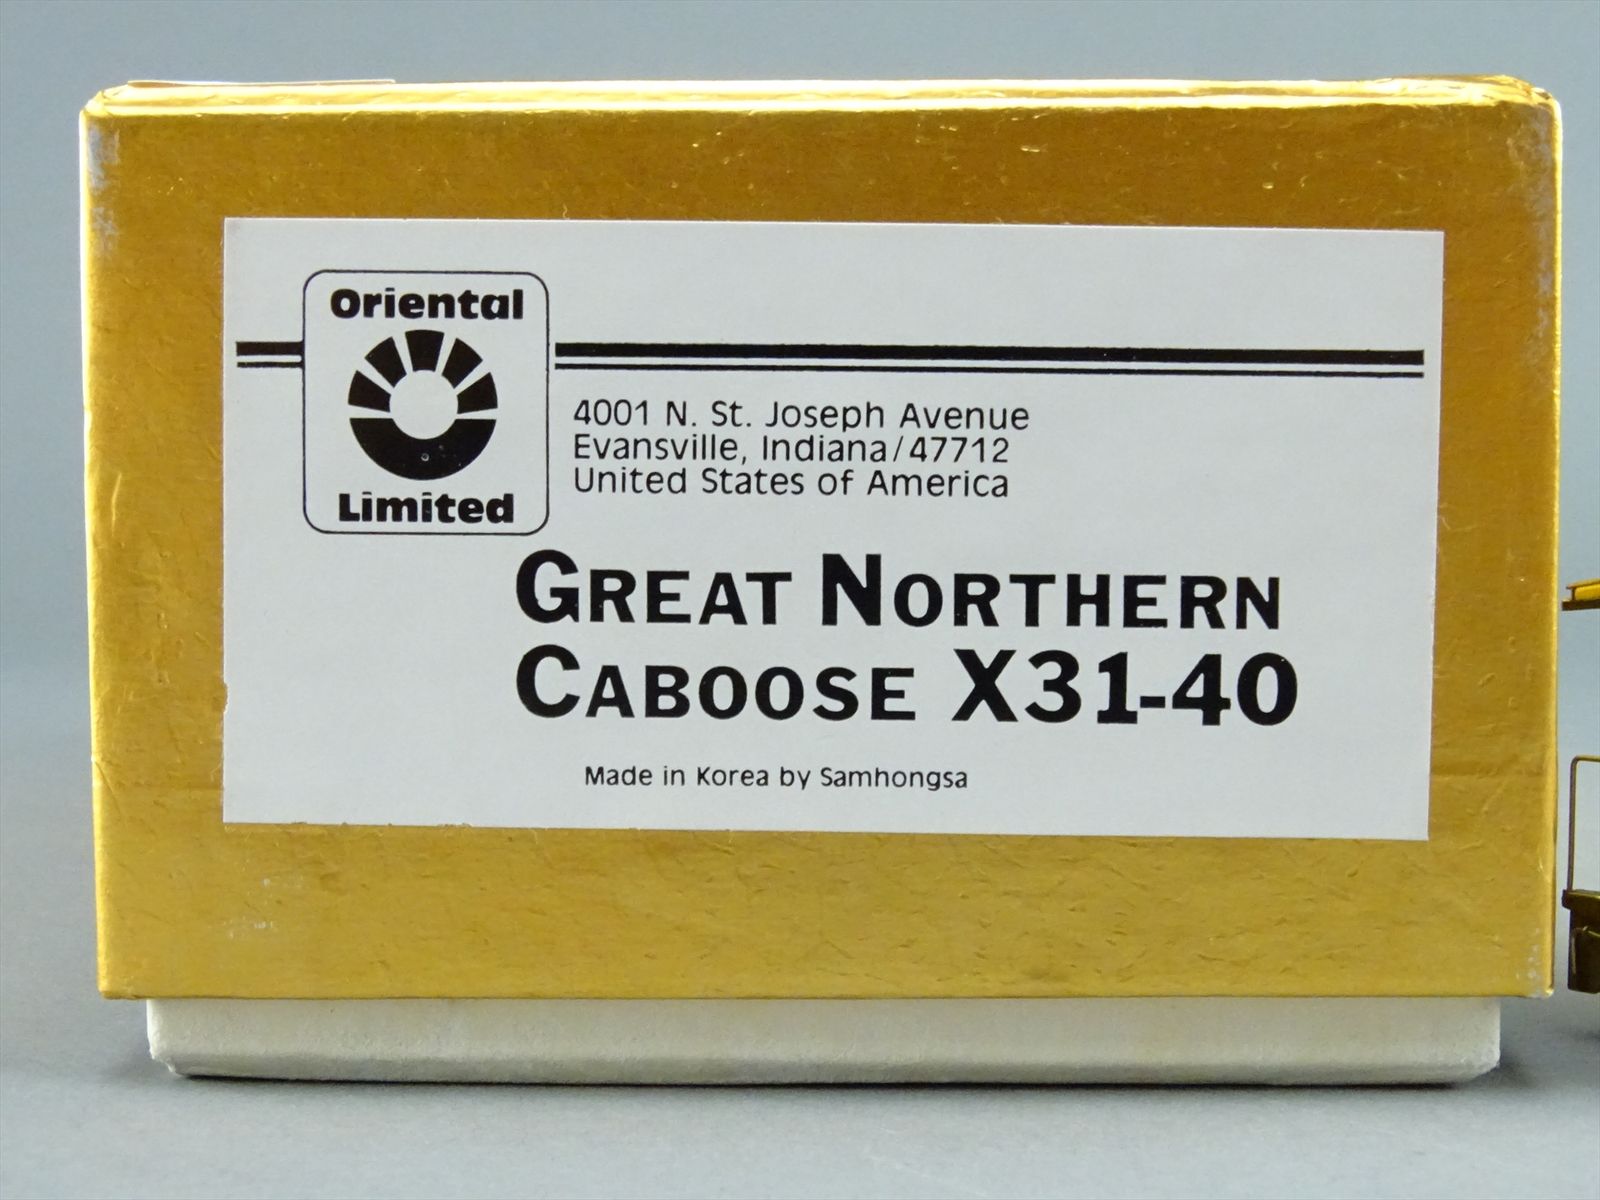 Oriental
Limited
4001 N. St. Joseph Avenue
Evansville, Indiana/47712
United States of America
GREAT NORTHERN
CABOOSE X31-40
Made in Korea by Samhongsa